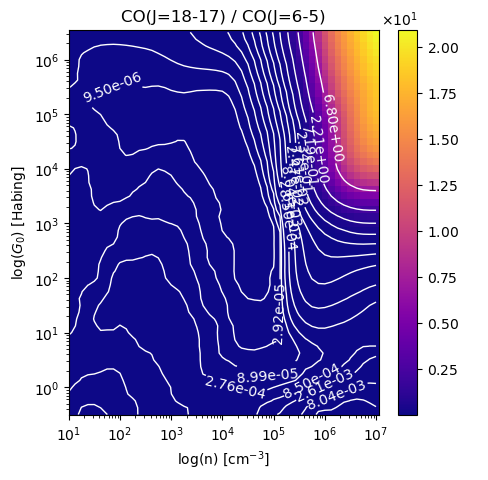 CO(J=18-17) / CO(J=6-5)
×10¹
10⁶
10⁵
10⁴
10³
10²
10¹
10⁰
log(G₀) [Habing]
9.50e-06
6.80e+00
2.21e+00
2.92e-05
8.99e-05
2.76e-04
8.50e-04
2.61e-03
8.04e-03
10¹ 10² 10³ 10⁴ 10⁵ 10⁶ 10⁷
log(n) [cm⁻³]
2.00
1.75
1.50
1.25
1.00
0.75
0.50
0.25